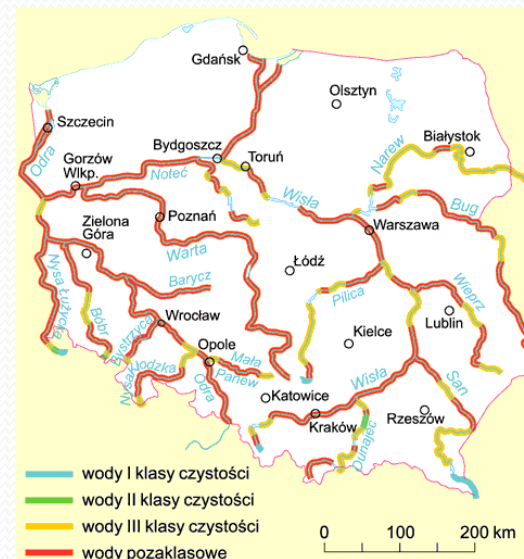 Gdańsk
Olsztyn
Szczecin
Białystok
Narew
Bydgoszcz
Toruń
Odra
Gorzów
Wlkp.
Noteć
Wisła
Bug
Zielona
Góra
Poznań
Warszawa
Warta
Łódź
Nysa Łużycka
Barycz
Pilica
Wieprz
Bóbr
Wrocław
Lublin
Bystrzyca
Opole
Kielce
Nysa Kłodzka
Mała
Panew
Wisła
San
Odra
Katowice
Rzeszów
Kraków
Dunajec
wody I klasy czystości
wody II klasy czystości
wody III klasy czystości
wody pozaklasowe
0 100 200 km